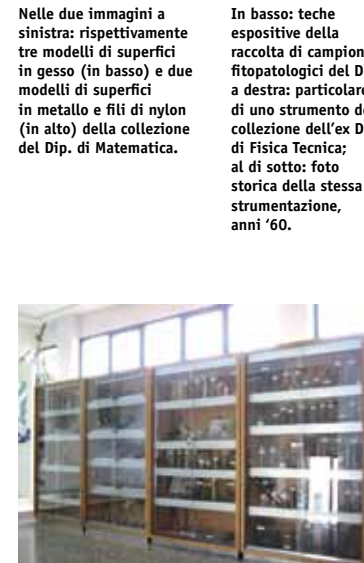 Nelle due immagini a
sinistra: rispettivamente
tre modelli di superfici
in gesso (in basso) e due
modelli di superfici
in metallo e fili di nylon
(in alto) della collezione
del Dip. di Matematica.
In basso: teche
espositive della
raccolta di campion
fitopatologici del D
a destra: particolare
di uno strumento de
collezione dell'ex D
di Fisica Tecnica;
al di sotto: foto
storica della stessa
strumentazione,
anni '60.